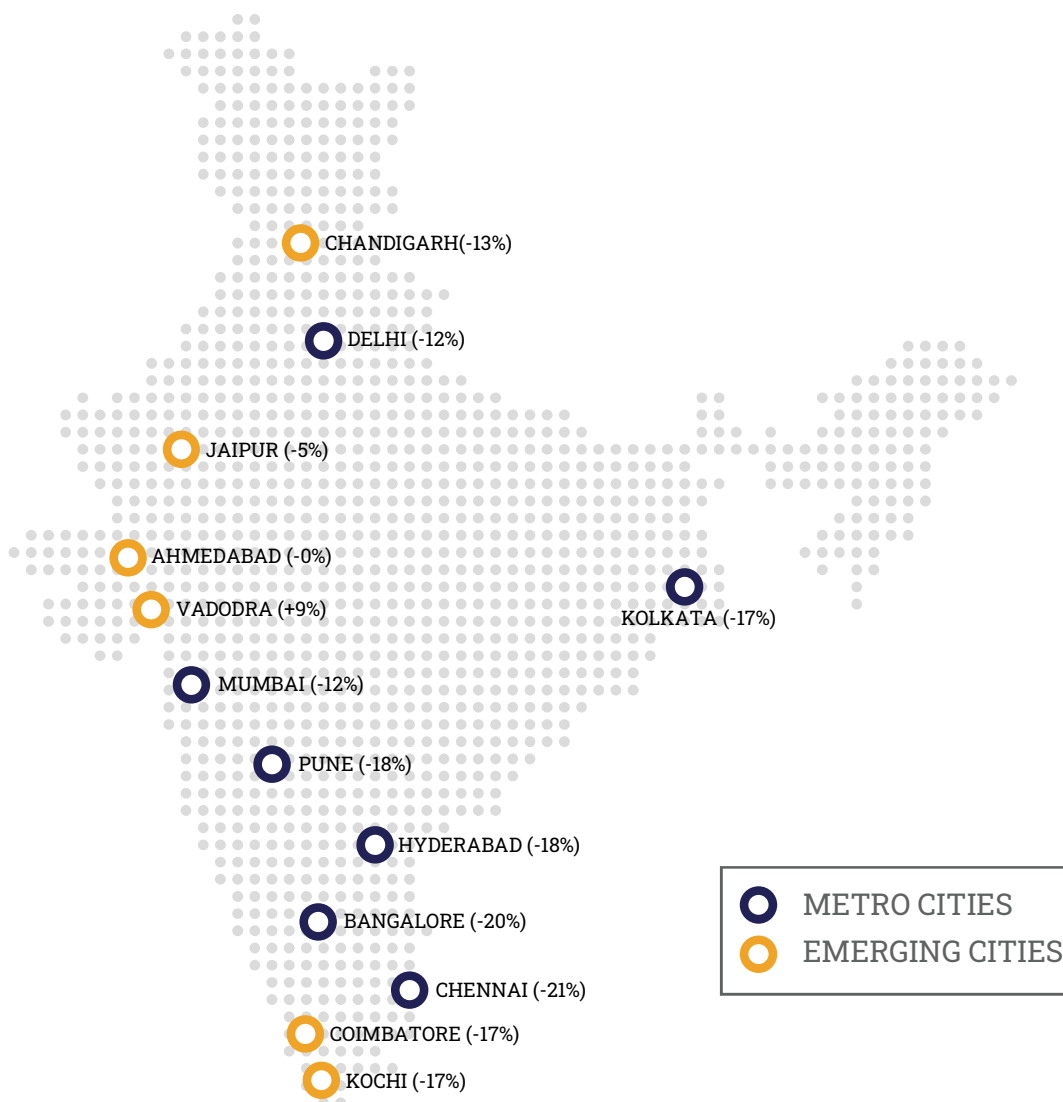 CHANDIGARH(-13%)
DELHI (-12%)
JAIPUR (-5%)
AHMEDABAD (-0%)
VADODRA (+9%)
KOLKATA (-17%)
MUMBAI (-12%)
PUNE (-18%)
HYDERABAD (-18%)
BANGALORE (-20%)
CHENNAI (-21%)
COIMBATORE (-17%)
KOCHI (-17%)
METRO CITIES
EMERGING CITIES